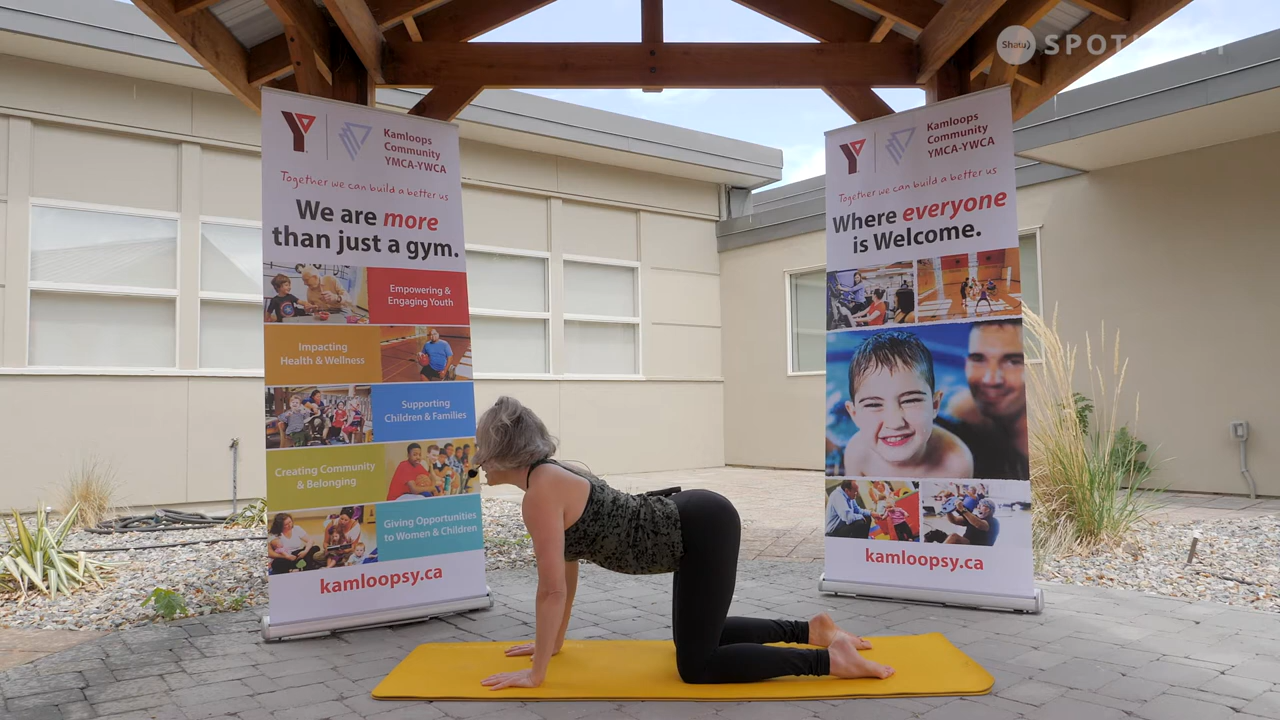 Shaw) SPOTLIGHT
Kamloops
Community
YMCA-YWCA
Together we can build a better us
We are more
than just a gym.
Empowering &
Engaging Youth
Impacting
Health & Wellness
Supporting
Children & Families
Creating Community
& Belonging
Giving Opportunities
to Women & Children
kamloopsy.ca
Kamloops
Community
YMCA-YWCA
Together we can build a better us
Where everyone
is Welcome.
kamloopsy.ca